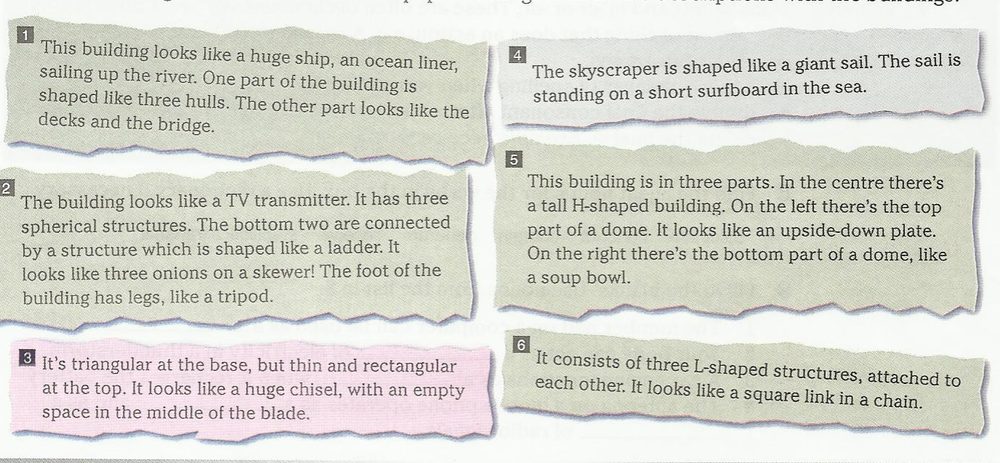 1
This building looks like a huge ship, an ocean liner,
sailing up the river. One part of the building is
shaped like three hulls. The other part looks like the
decks and the bridge.
2
The building looks like a TV transmitter. It has three
spherical structures. The bottom two are connected
by a structure which is shaped like a ladder. It
looks like three onions on a skewer! The foot of the
building has legs, like a tripod.
3
It's triangular at the base, but thin and rectangular
at the top. It looks like a huge chisel, with an empty
space in the middle of the blade.
4
The skyscraper is shaped like a giant sail. The sail is
standing on a short surfboard in the sea.
5
This building is in three parts. In the centre there's
a tall H-shaped building. On the left there's the top
part of a dome. It looks like an upside-down plate.
On the right there's the bottom part of a dome, like
a soup bowl.
6
It consists of three L-shaped structures, attached to
each other. It looks like a square link in a chain.